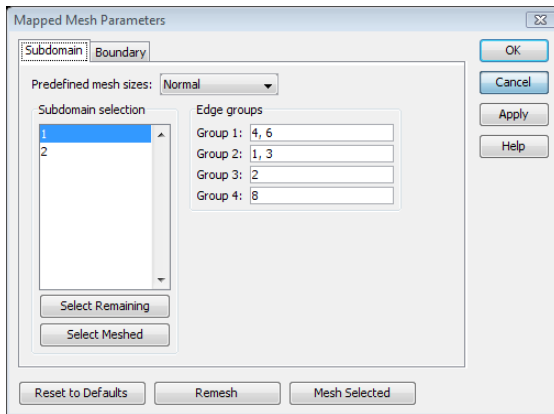 Mapped Mesh Parameters
Subdomain Boundary
Predefined mesh sizes: Normal
Subdomain selection
1
2
Select Remaining
Select Meshed
Edge groups
Group 1: 4, 6
Group 2: 1, 3
Group 3: 2
Group 4: 8
OK
Cancel
Apply
Help
Reset to Defaults Remesh Mesh Selected